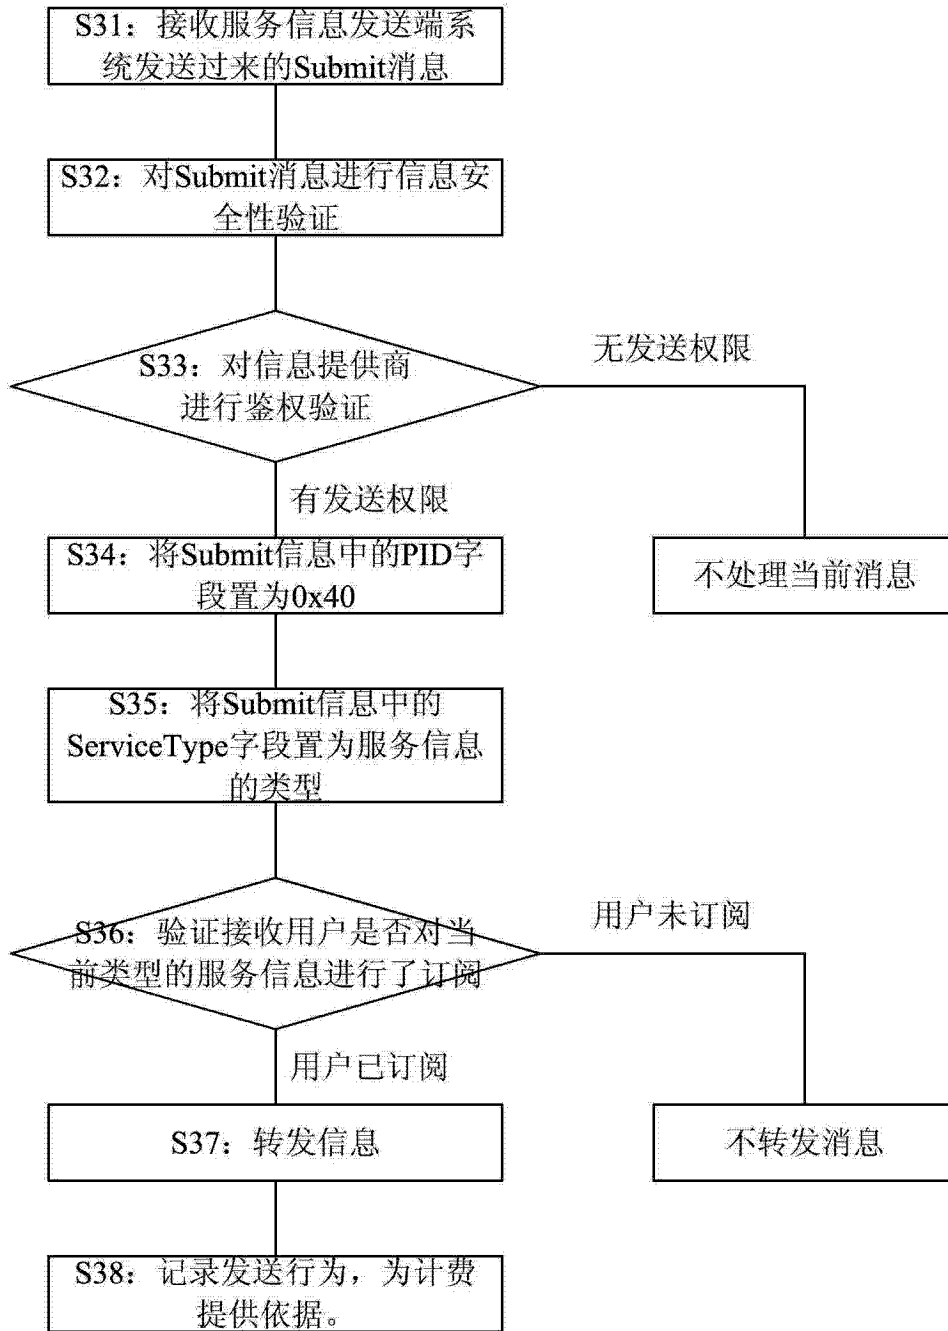 S31：接收服务信息发送端系
统发送过来的Submit消息
S32：对Submit消息进行信息安
全性验证
S33：对信息提供商
进行鉴权验证
无发送权限
有发送权限
S34：将Submit信息中的PID字
段置为0x40
不处理当前消息
S35：将Submit信息中的
ServiceType字段置为服务信息
的类型
S36：验证接收用户是否对当
前类型的服务信息进行了订阅
用户未订阅
用户已订阅
S37：转发信息
不转发消息
S38：记录发送行为，为计费
提供依据。